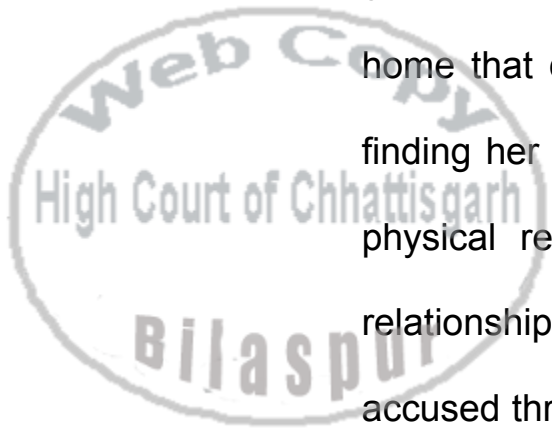 Web Copy
High Court of Chhattisgarh
Bilaspur
home that
finding her
physical re
relationship
accused thr